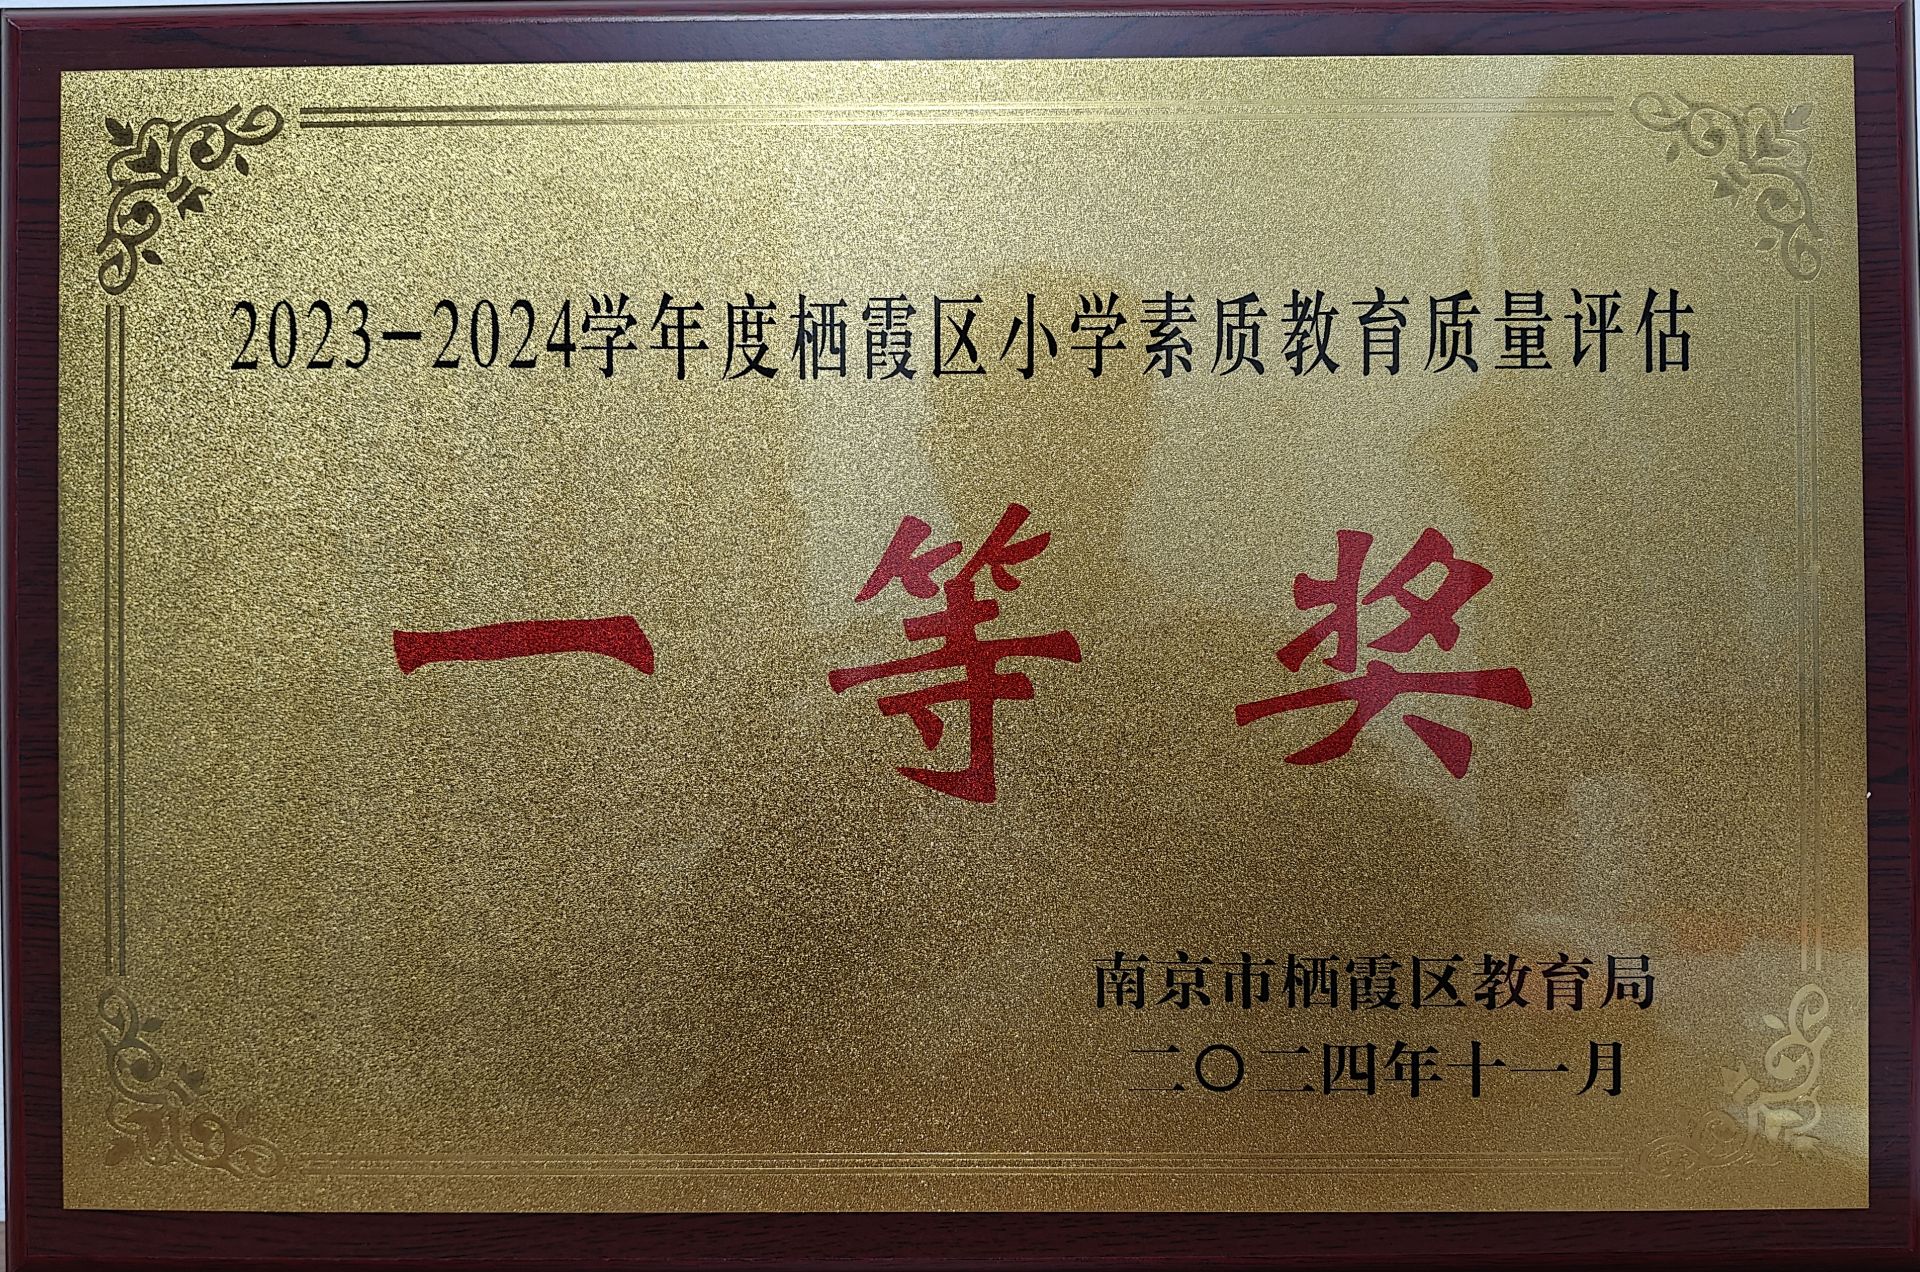 2023-2024学年度栖霞区小学素质教育质量评估
一等奖
南京市栖霞区教育局
二〇二四年十一月